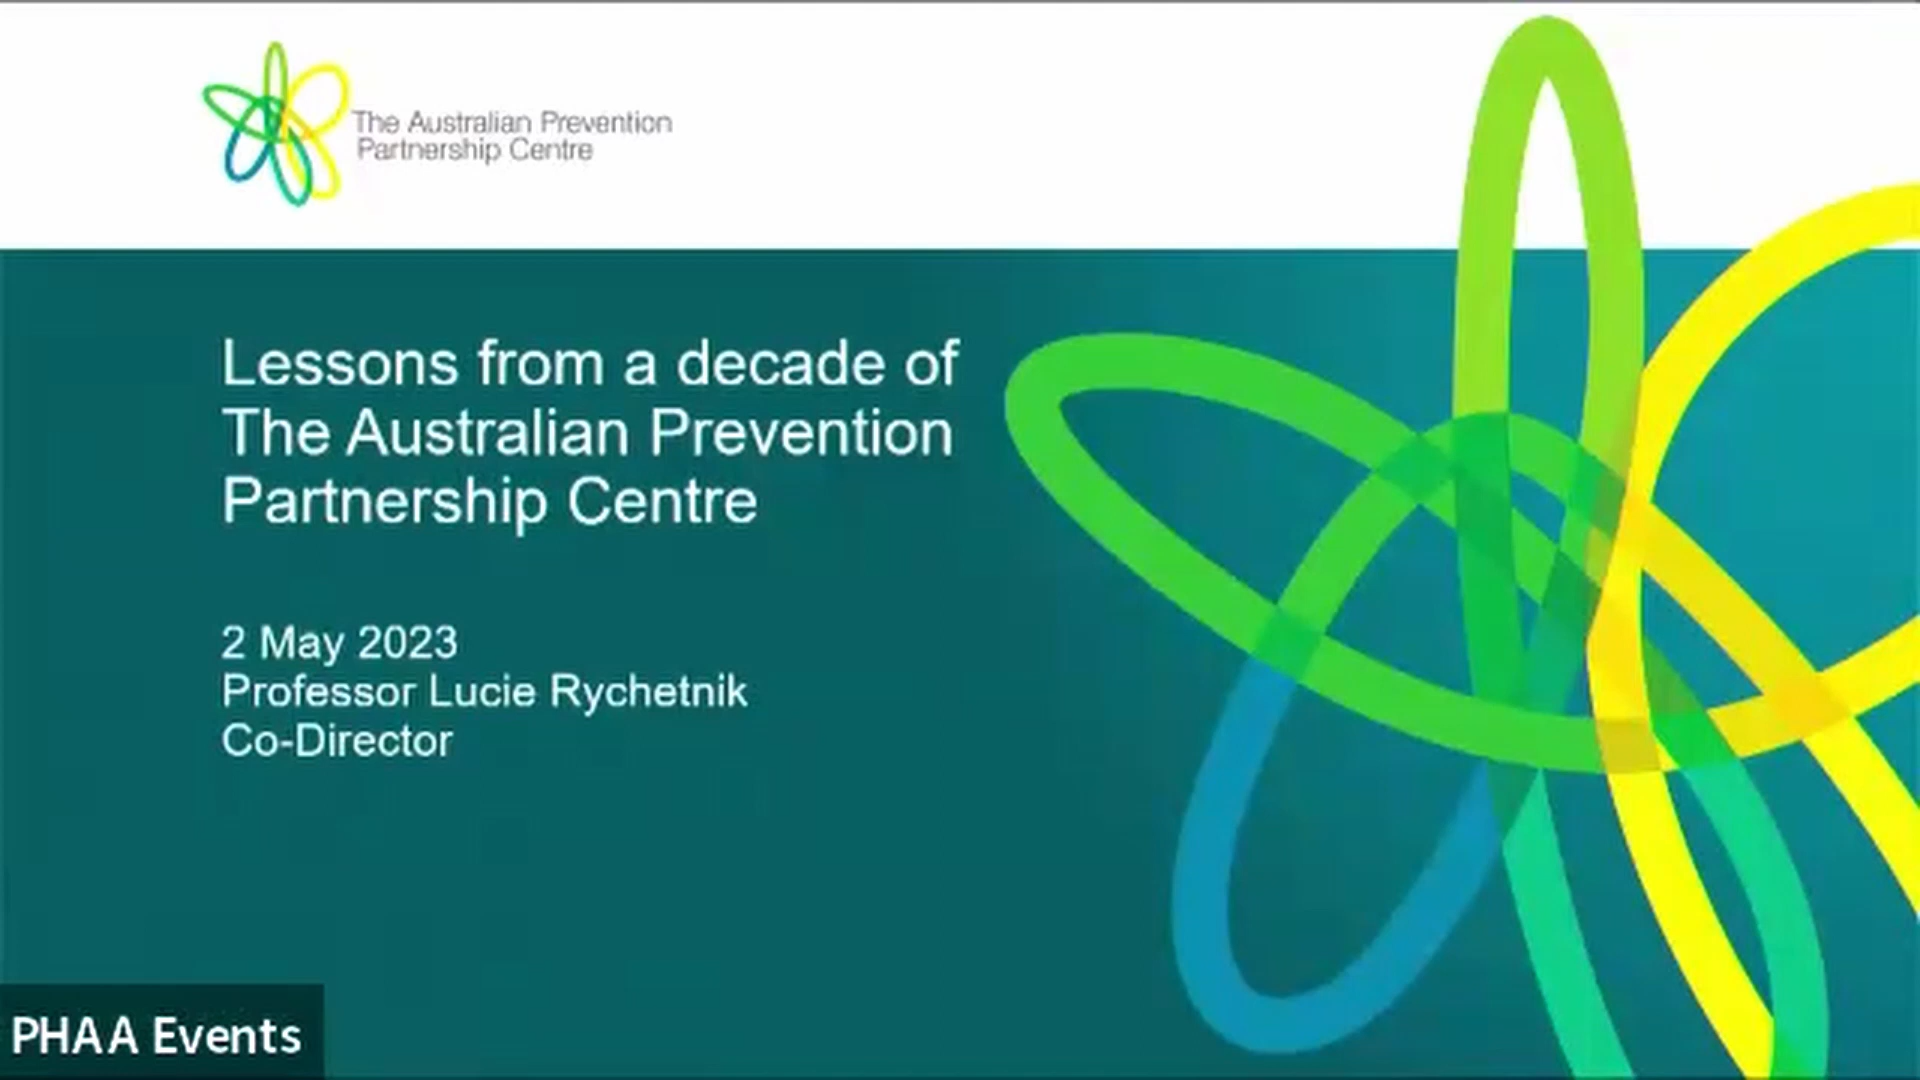 The Australian Prevention
Partnership Centre
Lessons from a decade of
The Australian Prevention
Partnership Centre
2 May 2023
Professor Lucie Rychetnik
Co-Director
PHAA Events